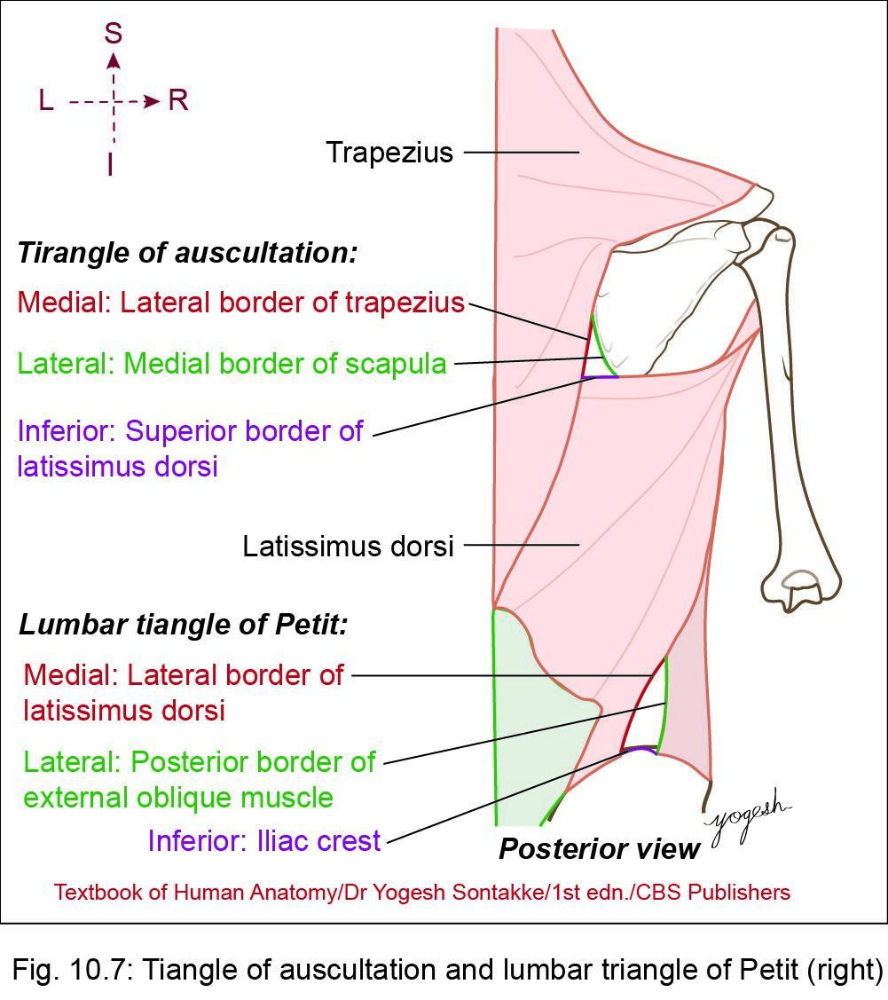 S
L R
I
Trapezius
Tirangle of auscultation:
Medial: Lateral border of trapezius
Lateral: Medial border of scapula
Inferior: Superior border of
latissimus dorsi
Latissimus dorsi
Lumbar tiangle of Petit:
Medial: Lateral border of
latissimus dorsi
Lateral: Posterior border of
external oblique muscle
Inferior: Iliac crest
yogesh
Posterior view
Textbook of Human Anatomy/Dr Yogesh Sontakke/1st edn./CBS Publishers
Fig. 10.7: Tiangle of auscultation and lumbar triangle of Petit (right)